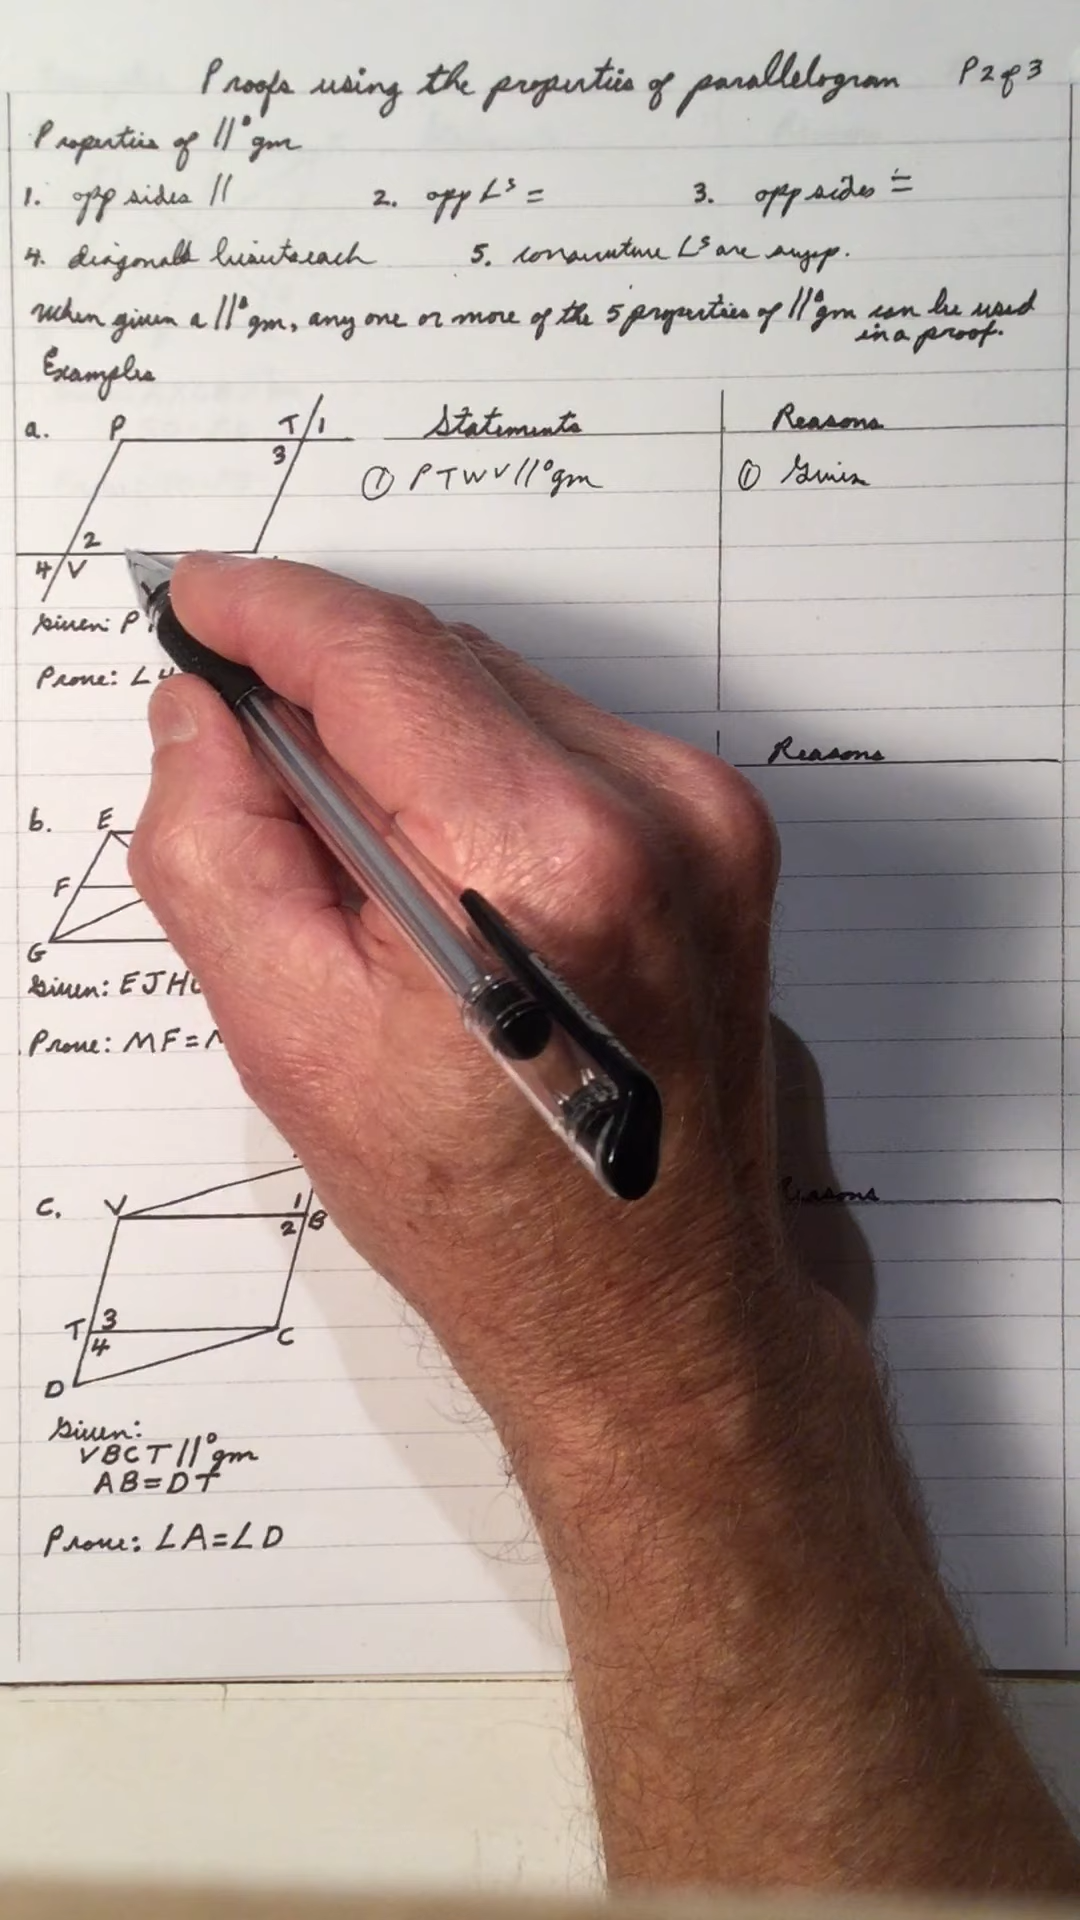 Proofs using the properties of parallelogram P 2 of 3
Properties of ||°gm
1. opp sides || 2. opp ∠s = 3. opp sides =
4. diagonals bisects each 5. consecutive ∠s are supp.
When given a ||°gm, any one or more of the 5 properties of ||°gm can be used
in a proof.
Examples
a. P T 1 Statements Reasons
3
① PTWV ||°gm ① Given
2
4 V
Given: P
Prove: ∠4
Reasons
b. E
F
G
Given: EJH
Prove: MF =
Reasons
c. V 1
2 B
T 3
4 C
D
Given:
VBCT ||°gm
AB = DT
Prove: ∠A = ∠D